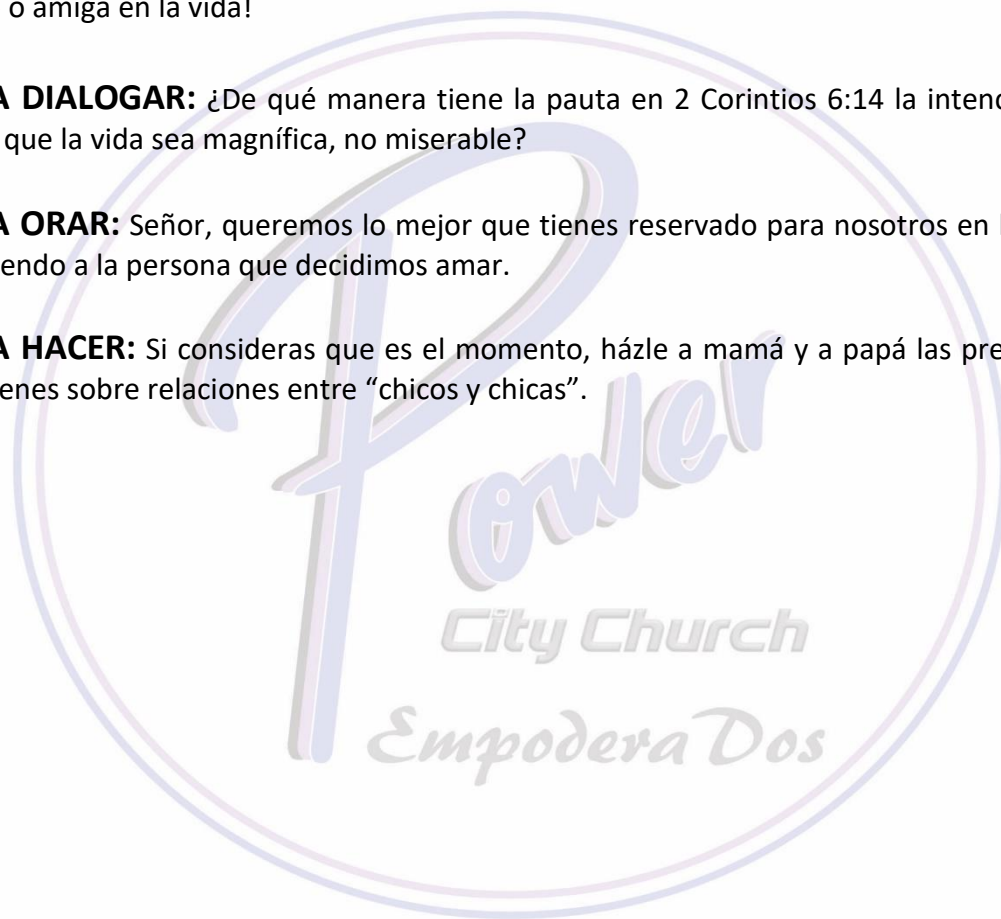 o amiga en la vida!
A DIALOGAR: ¿De qué manera tiene la pauta en 2 Corintios 6:14 la intenc
que la vida sea magnífica, no miserable?
A ORAR: Señor, queremos lo mejor que tienes reservado para nosotros en
endo a la persona que decidimos amar.
A HACER: Si consideras que es el momento, házle a mamá y a papá las pre
enes sobre relaciones entre “chicos y chicas”.
Power
City Church
EmpoderaDos